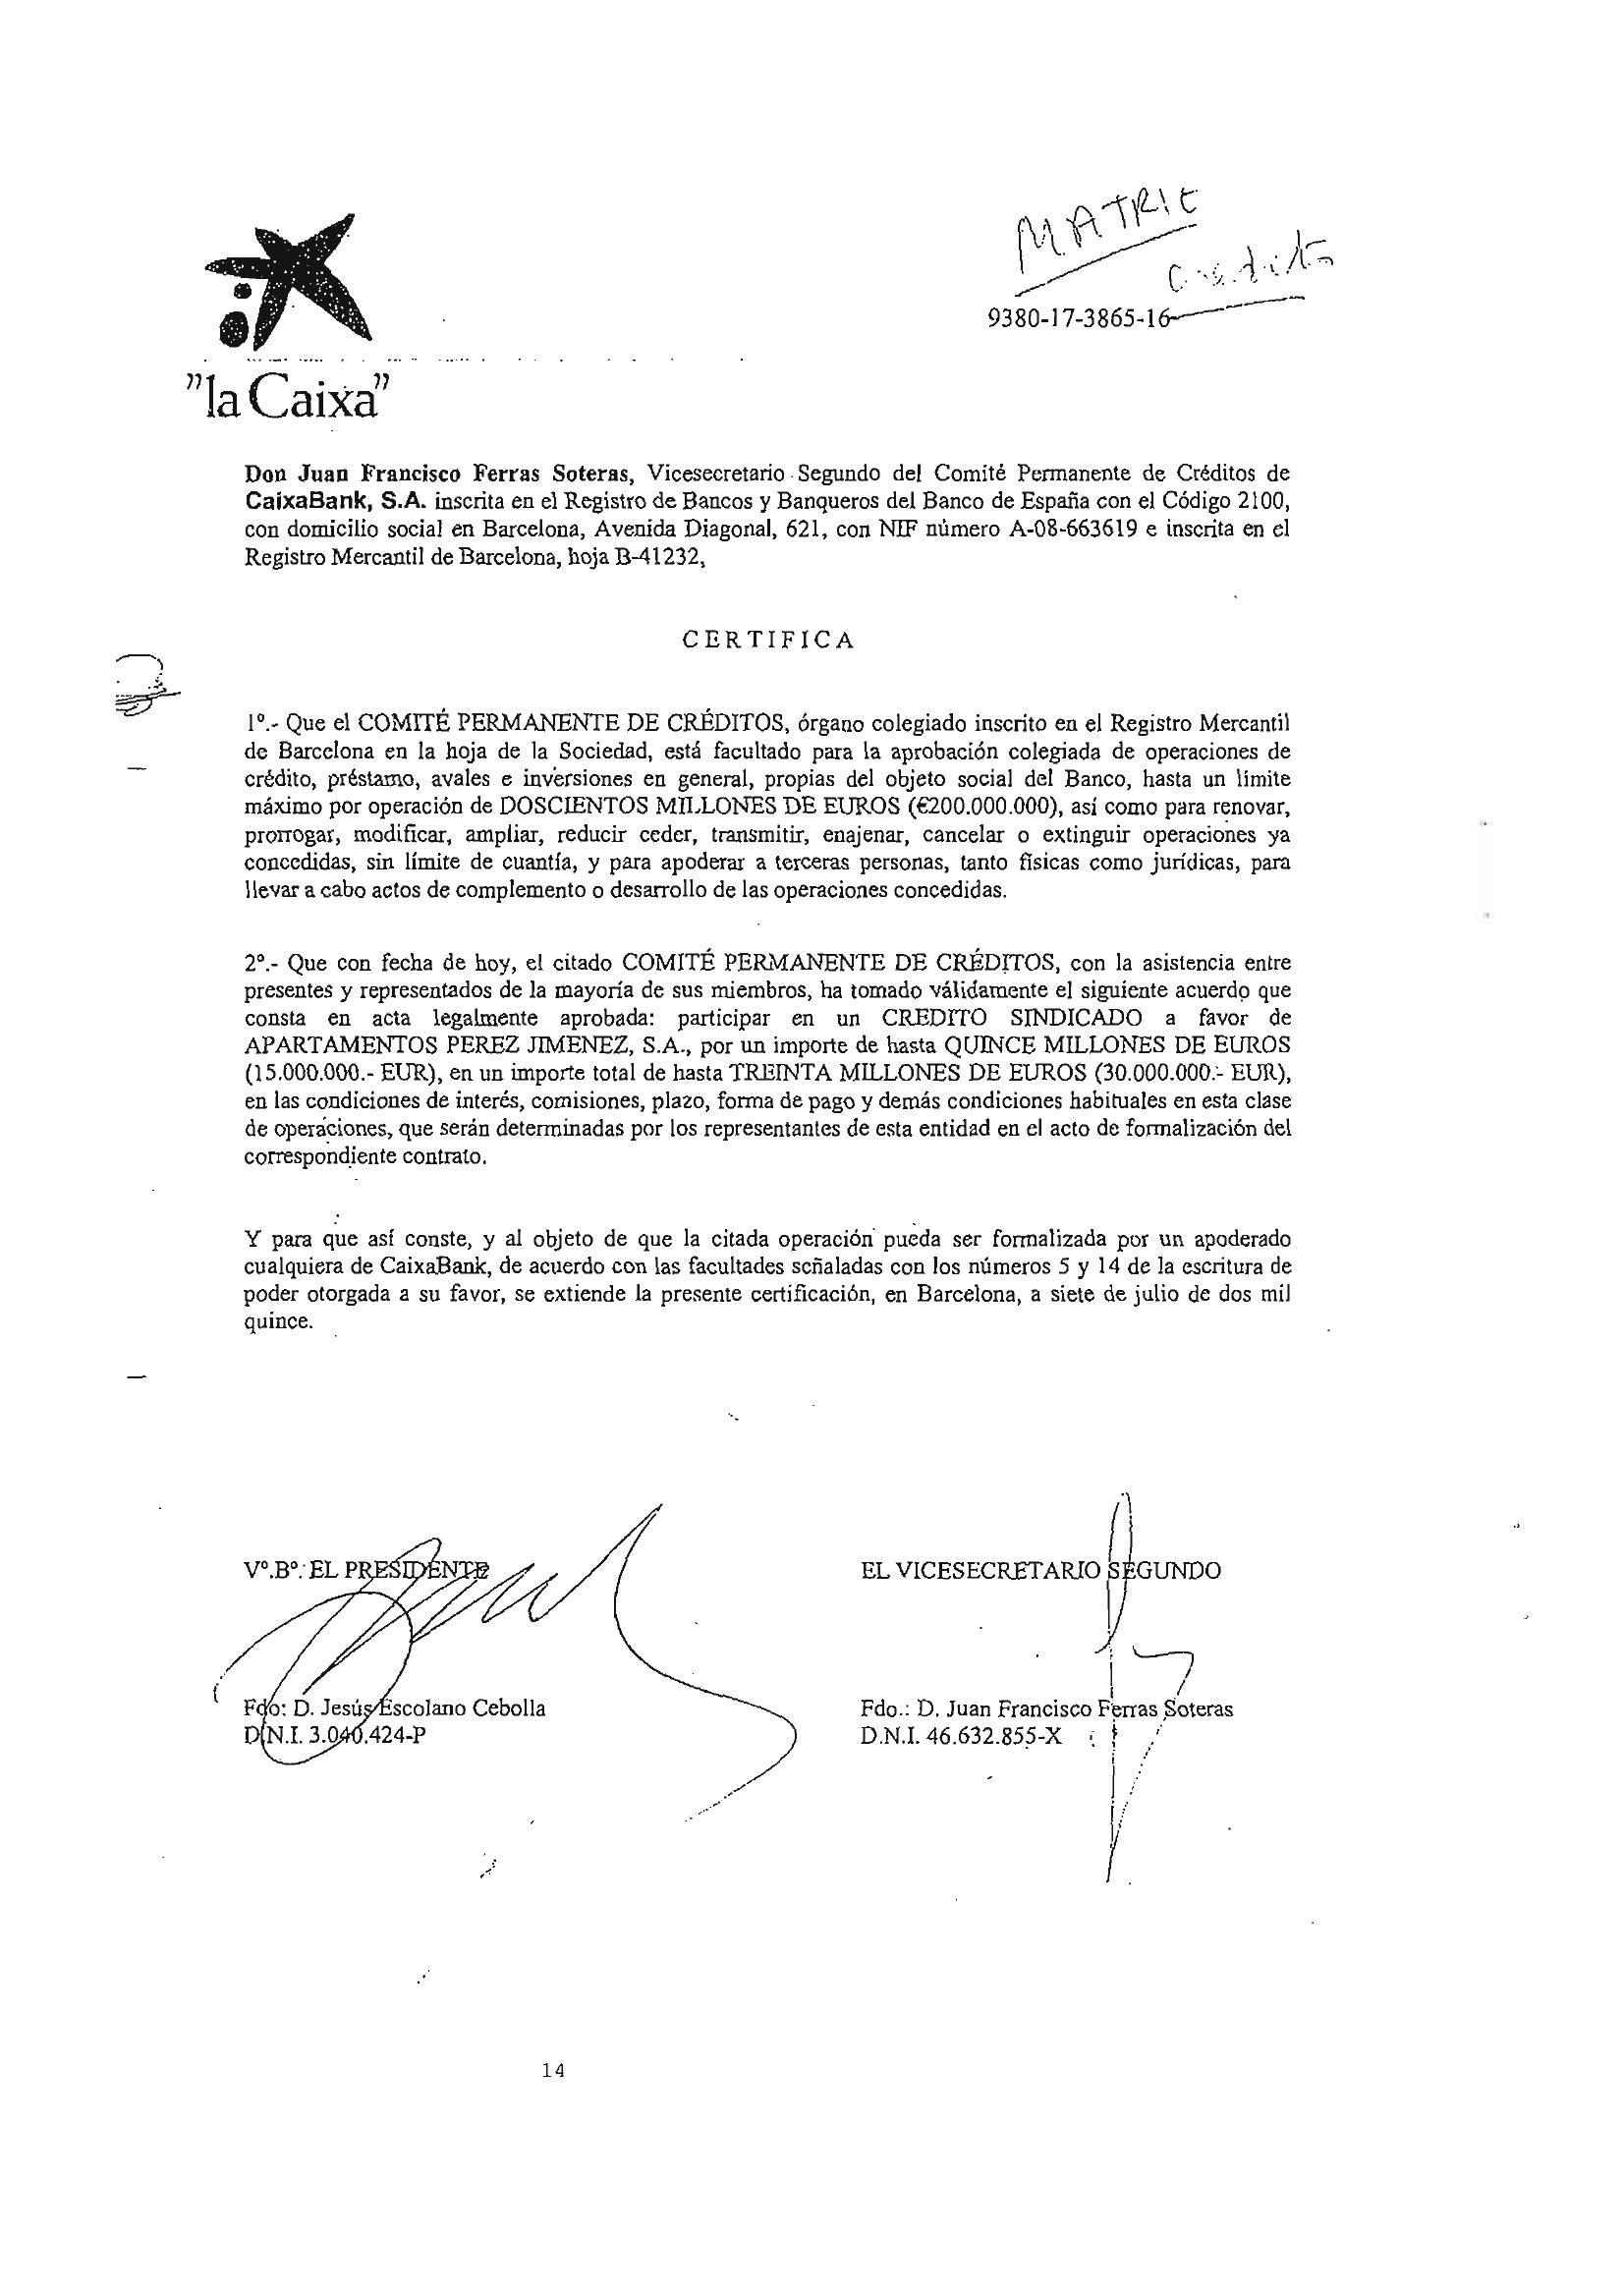 MATRIZ
Credito
9380-17-3865-16
"la Caixa"
Don Juan Francisco Ferras Soteras, Vicesecretario Segundo del Comité Permanente de Créditos de
CaixaBank, S.A. inscrita en el Registro de Bancos y Banqueros del Banco de España con el Código 2100,
con domicilio social en Barcelona, Avenida Diagonal, 621, con NIF número A-08-663619 e inscrita en el
Registro Mercantil de Barcelona, hoja B-41232,
CERTIFICA
1º.- Que el COMITÉ PERMANENTE DE CRÉDITOS, órgano colegiado inscrito en el Registro Mercantil
de Barcelona en la hoja de la Sociedad, está facultado para la aprobación colegiada de operaciones de
crédito, préstamo, avales e inversiones en general, propias del objeto social del Banco, hasta un límite
máximo por operación de DOSCIENTOS MILLONES DE EUROS (€200.000.000), así como para renovar,
prorrogar, modificar, ampliar, reducir ceder, transmitir, enajenar, cancelar o extinguir operaciones ya
concedidas, sin límite de cuantía, y para apoderar a terceras personas, tanto físicas como jurídicas, para
llevar a cabo actos de complemento o desarrollo de las operaciones concedidas.
2º.- Que con fecha de hoy, el citado COMITÉ PERMANENTE DE CRÉDITOS, con la asistencia entre
presentes y representados de la mayoría de sus miembros, ha tomado válidamente el siguiente acuerdo que
consta en acta legalmente aprobada: participar en un CREDITO SINDICADO a favor de
APARTAMENTOS PEREZ JIMENEZ, S.A., por un importe de hasta QUINCE MILLONES DE EUROS
(15.000.000.- EUR), en un importe total de hasta TREINTA MILLONES DE EUROS (30.000.000.- EUR),
en las condiciones de interés, comisiones, plazo, forma de pago y demás condiciones habituales en esta clase
de operaciones, que serán determinadas por los representantes de esta entidad en el acto de formalización del
correspondiente contrato.
Y para que así conste, y al objeto de que la citada operación pueda ser formalizada por un apoderado
cualquiera de CaixaBank, de acuerdo con las facultades señaladas con los números 5 y 14 de la escritura de
poder otorgada a su favor, se extiende la presente certificación, en Barcelona, a siete de julio de dos mil
quince.
Vº.Bº: EL PRESIDENTE
EL VICESECRETARIO SEGUNDO
Fdo: D. Jesús Escolano Cebolla
Fdo.: D. Juan Francisco Ferras Soteras
D.N.I. 3.040.424-P
D.N.I. 46.632.855-X
14